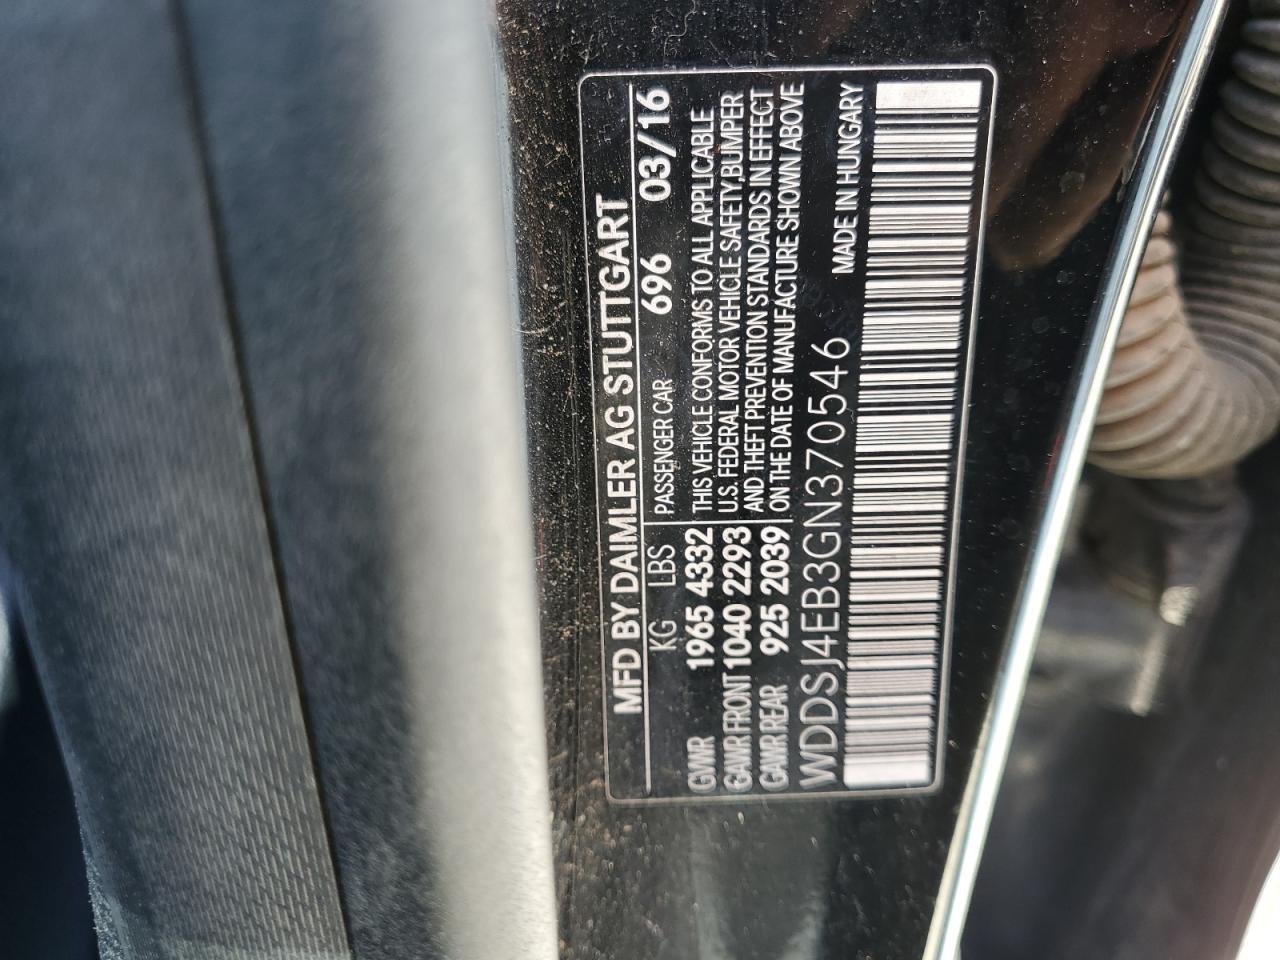 MFD BY DAIMLER AG STUTTGART
KG LBS PASSENGER CAR 696 03/16
GVWR 1965 4332
GAWR FRONT 1040 2293
GAWR REAR 925 2039
THIS VEHICLE CONFORMS TO ALL APPLICABLE
U.S. FEDERAL MOTOR VEHICLE SAFETY,BUMPER
AND THEFT PREVENTION STANDARDS IN EFFECT
ON THE DATE OF MANUFACTURE SHOWN ABOVE
WDDSJ4EB3GN370546 MADE IN HUNGARY